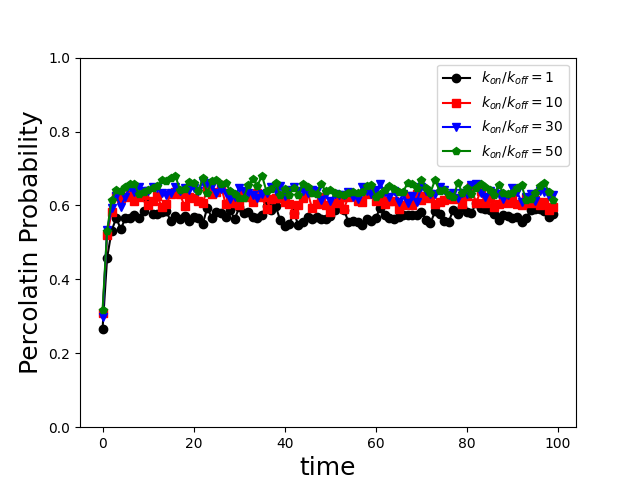 1.0
0.8
0.6
0.4
0.2
0.0
Percolatin Probability
0 20 40 60 80 100
time
k_on/k_off = 1
k_on/k_off = 10
k_on/k_off = 30
k_on/k_off = 50